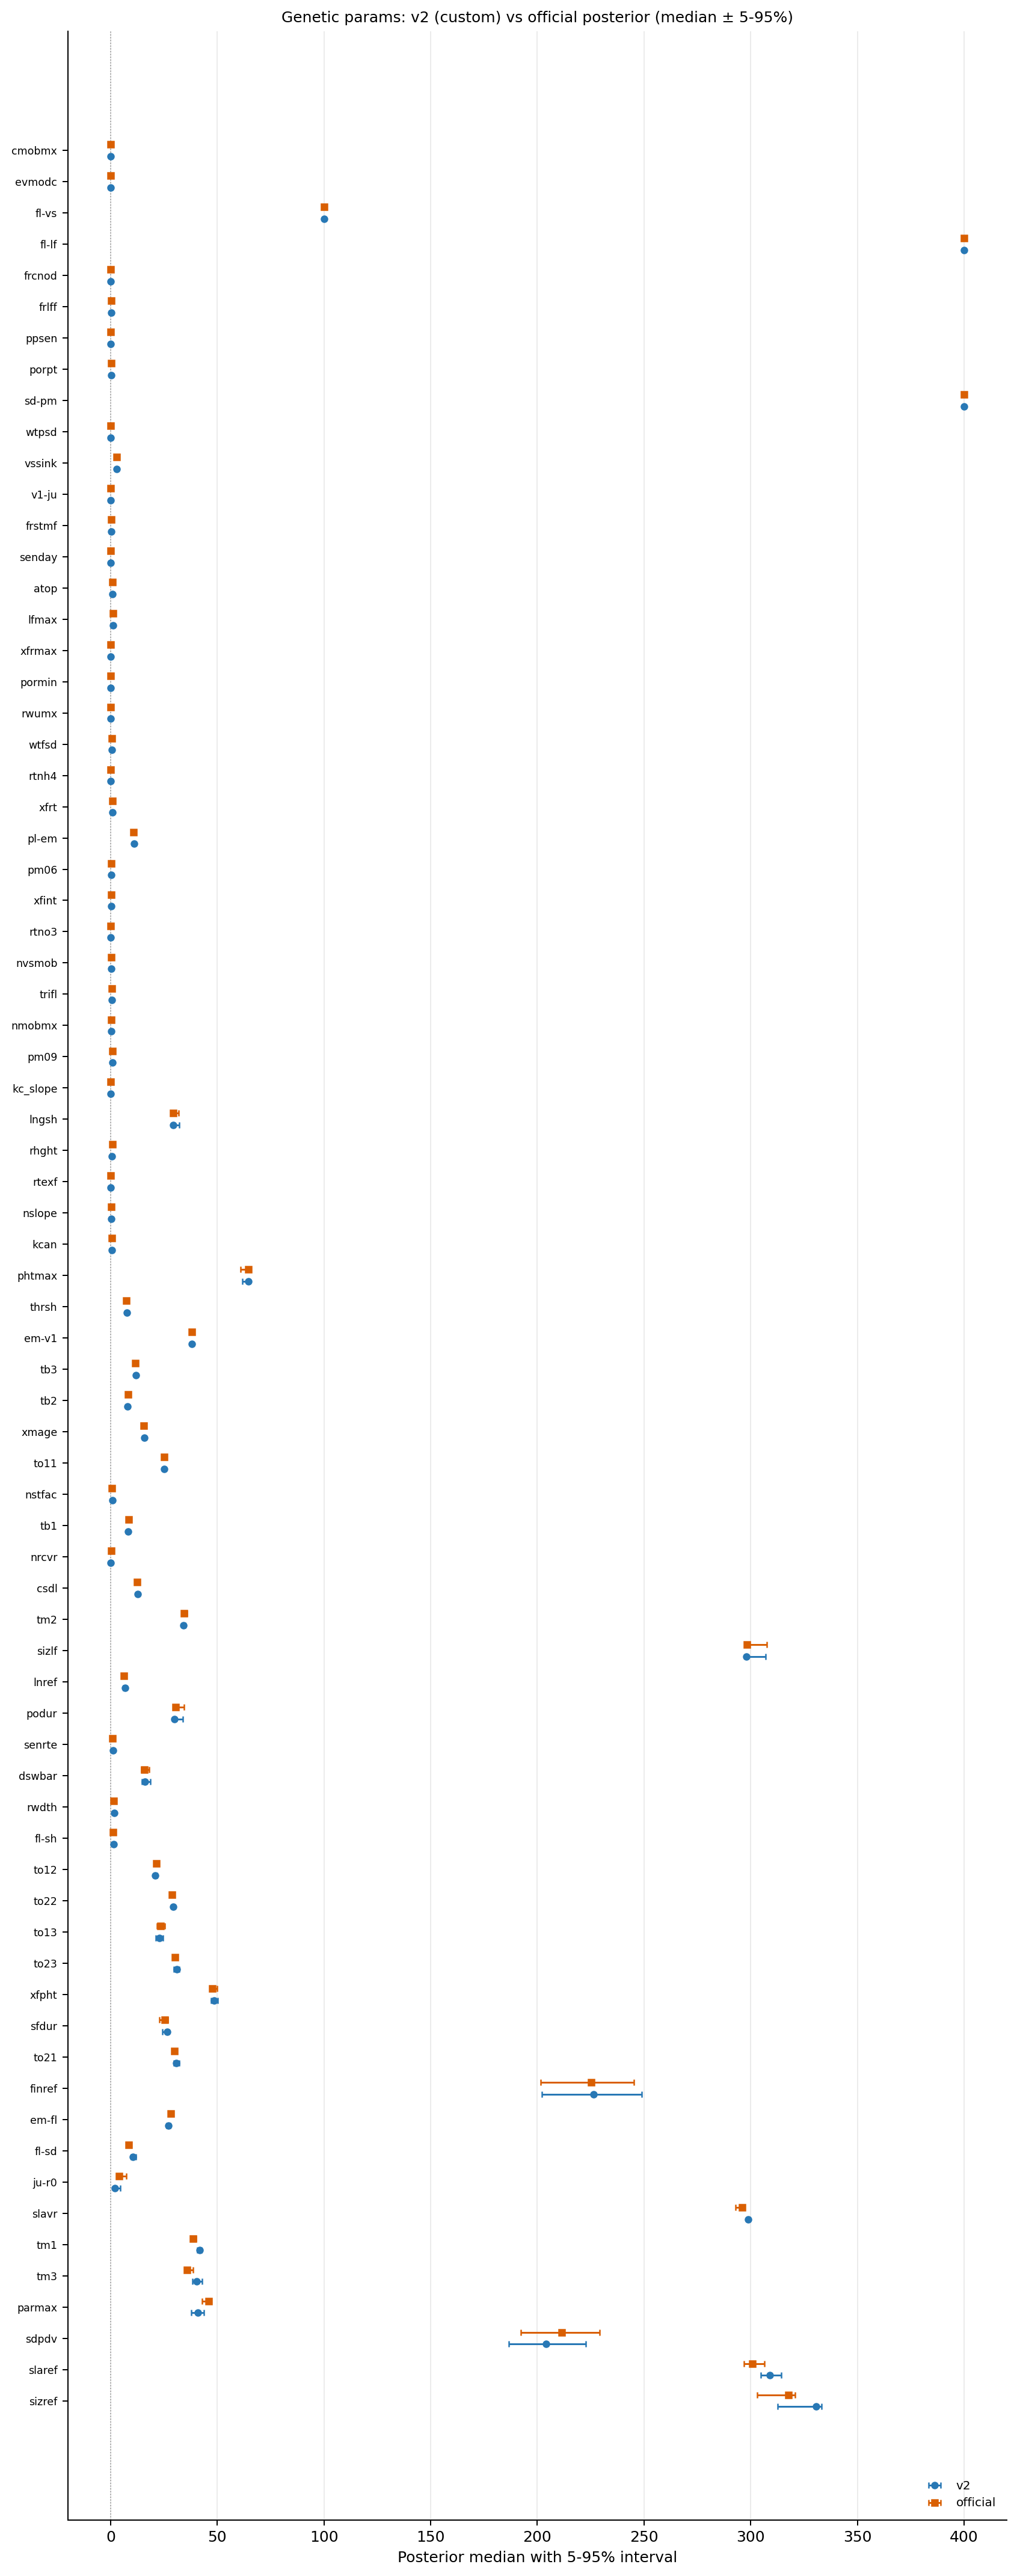 Genetic params: v2 (custom) vs official posterior (median ± 5-95%)
cmobmx
evmodc
fl-vs
fl-lf
frcnod
frlff
ppsen
porpt
sd-pm
wtpsd
vssink
v1-ju
frstmf
senday
atop
lfmax
xfrmax
pormin
rwumx
wtfsd
rtnh4
xfrt
pl-em
pm06
xfint
rtno3
nvsmob
trifl
nmobmx
pm09
kc_slope
lngsh
rhght
rtexf
nslope
kcan
phtmax
thrsh
em-v1
tb3
tb2
xmage
to11
nstfac
tb1
nrcvr
csdl
tm2
sizlf
lnref
podur
senrte
dswbar
rwdth
fl-sh
to12
to22
to13
to23
xfpht
sfdur
to21
finref
em-fl
fl-sd
ju-r0
slavr
tm1
tm3
parmax
sdpdv
slaref
sizref
v2
official
0 50 100 150 200 250 300 350 400
Posterior median with 5-95% interval